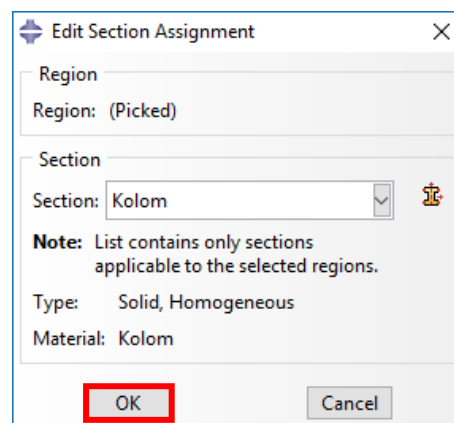 Edit Section Assignment
Region
Region: (Picked)
Section
Section: Kolom
Note: List contains only sections
applicable to the selected regions.
Type: Solid, Homogeneous
Material: Kolom
OK Cancel